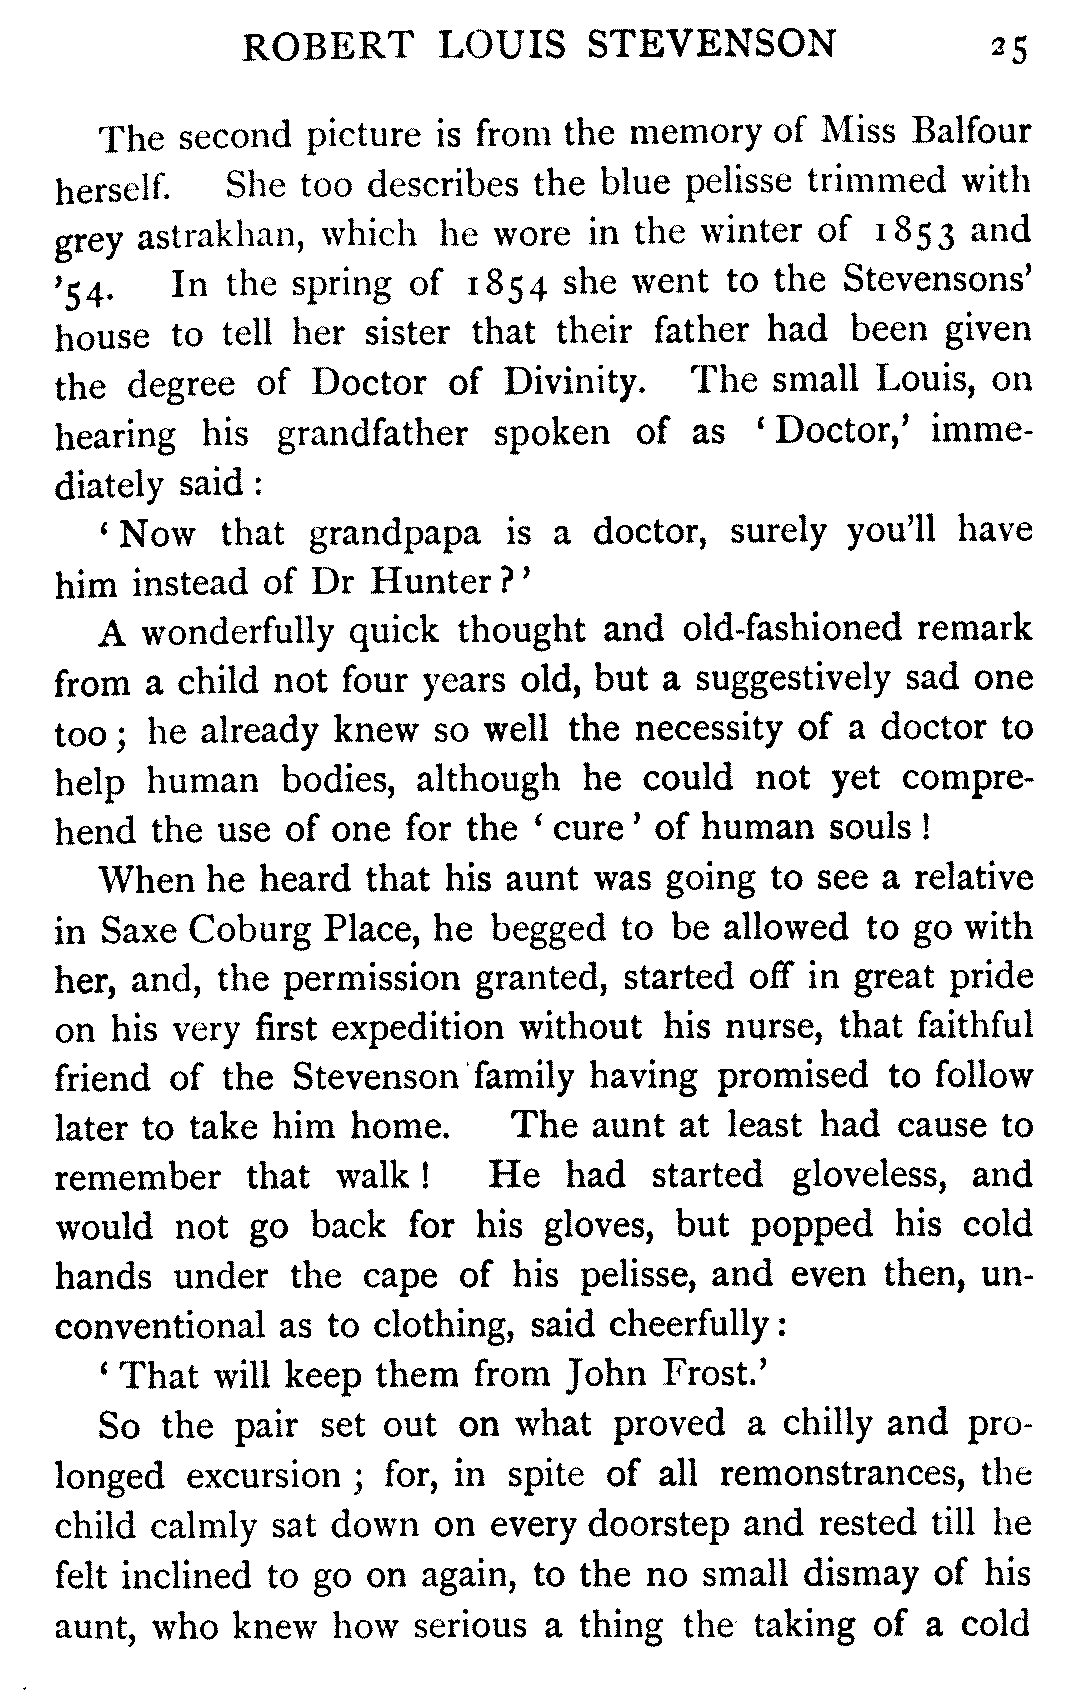 ROBERT LOUIS STEVENSON 25
The second picture is from the memory of Miss Balfour
herself. She too describes the blue pelisse trimmed with
grey astrakhan, which he wore in the winter of 1853 and
’54. In the spring of 1854 she went to the Stevensons’
house to tell her sister that their father had been given
the degree of Doctor of Divinity. The small Louis, on
hearing his grandfather spoken of as ‘ Doctor,’ imme-
diately said :
‘ Now that grandpapa is a doctor, surely you’ll have
him instead of Dr Hunter ? ’
A wonderfully quick thought and old-fashioned remark
from a child not four years old, but a suggestively sad one
too ; he already knew so well the necessity of a doctor to
help human bodies, although he could not yet compre-
hend the use of one for the ‘ cure ’ of human souls !
When he heard that his aunt was going to see a relative
in Saxe Coburg Place, he begged to be allowed to go with
her, and, the permission granted, started off in great pride
on his very first expedition without his nurse, that faithful
friend of the Stevenson family having promised to follow
later to take him home. The aunt at least had cause to
remember that walk ! He had started gloveless, and
would not go back for his gloves, but popped his cold
hands under the cape of his pelisse, and even then, un-
conventional as to clothing, said cheerfully :
‘ That will keep them from John Frost.’
So the pair set out on what proved a chilly and pro-
longed excursion ; for, in spite of all remonstrances, the
child calmly sat down on every doorstep and rested till he
felt inclined to go on again, to the no small dismay of his
aunt, who knew how serious a thing the taking of a cold